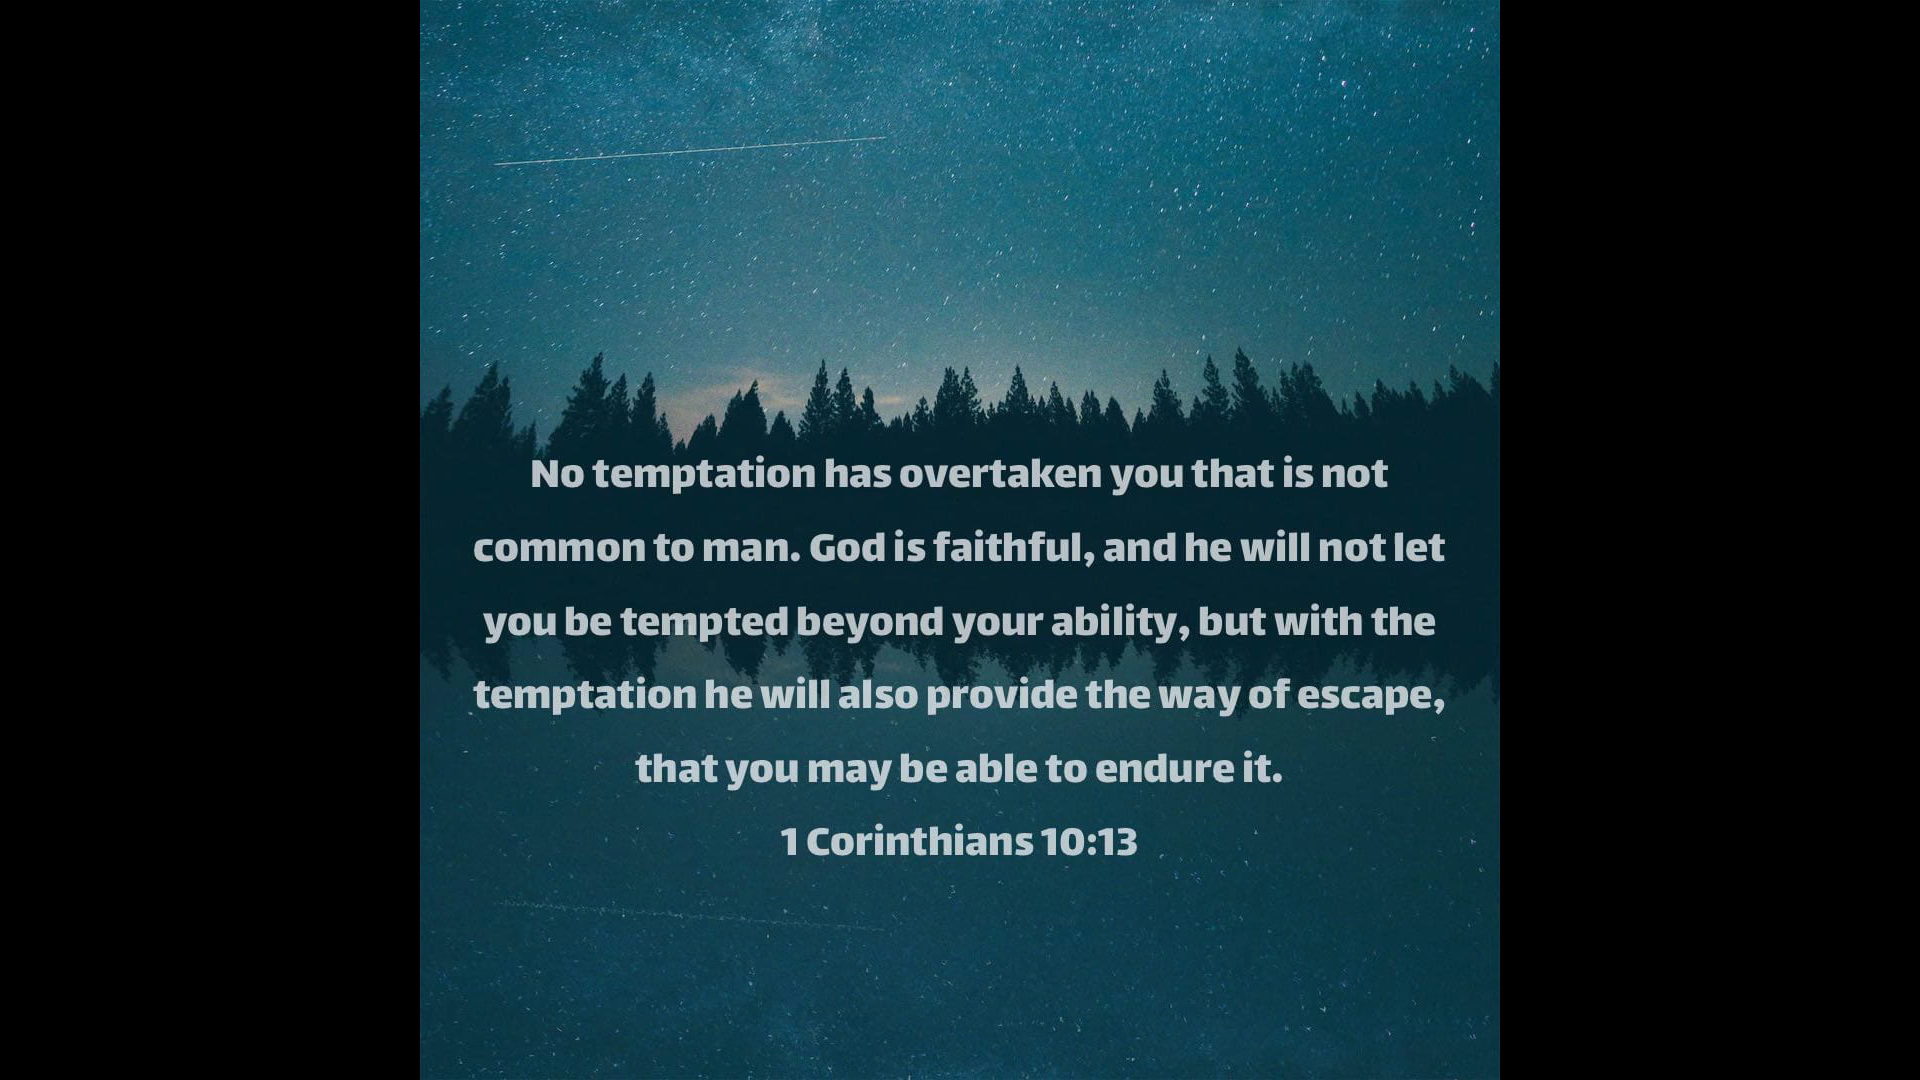 No temptation has overtaken you that is not
common to man. God is faithful, and he will not let
you be tempted beyond your ability, but with the
temptation he will also provide the way of escape,
that you may be able to endure it.
1 Corinthians 10:13